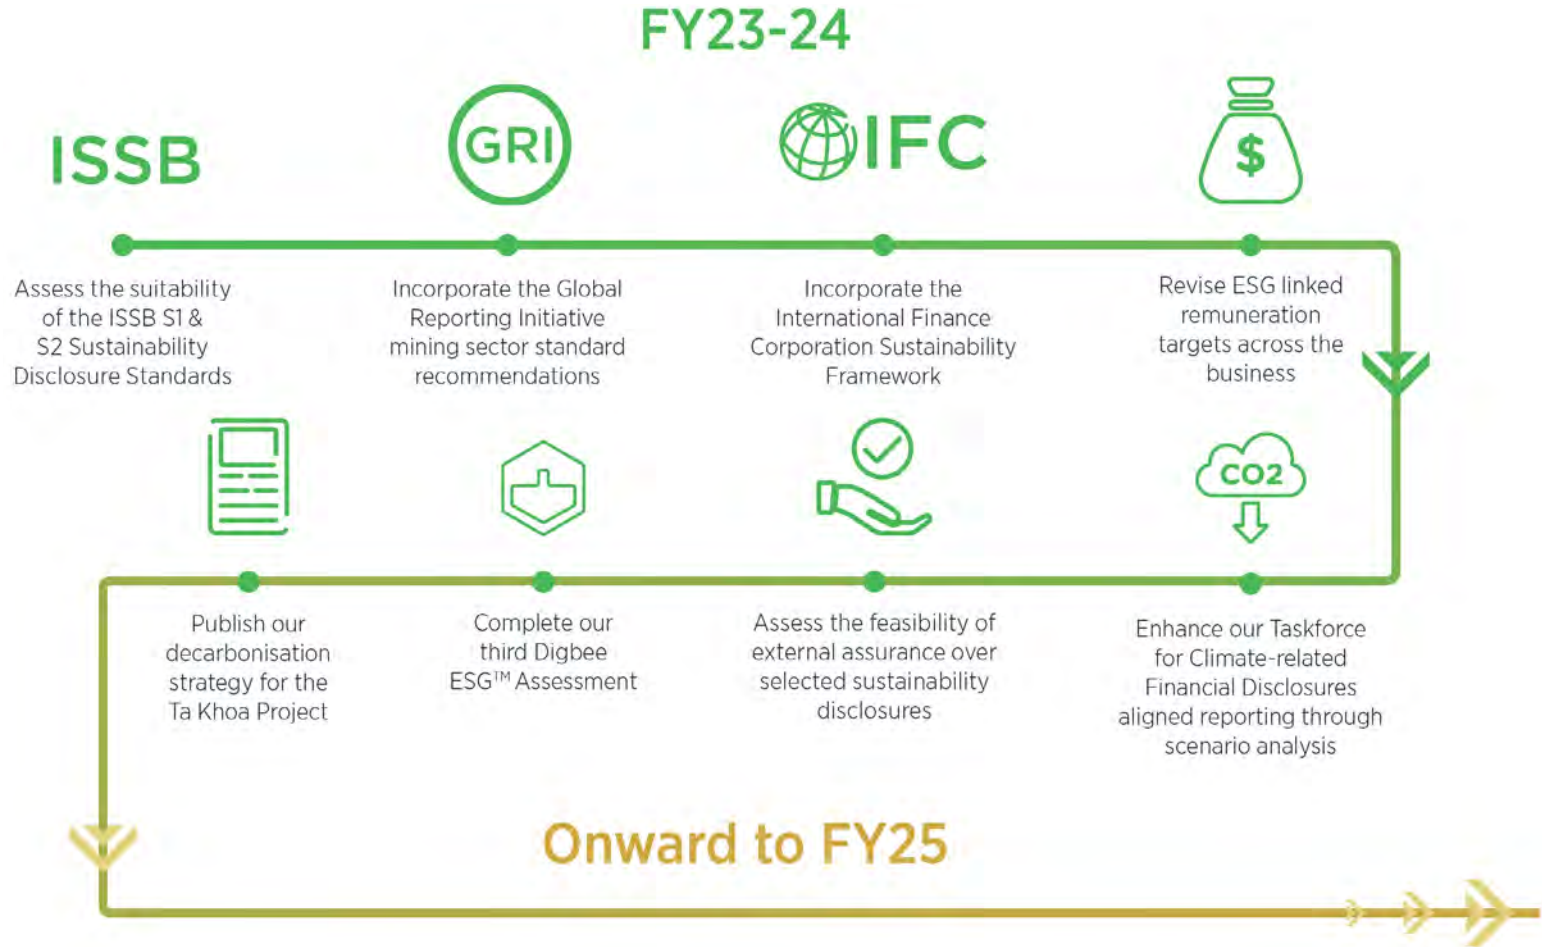 FY23-24
ISSB
GRI
IFC
$
Assess the suitability
of the ISSB S1 &
S2 Sustainability
Disclosure Standards
Incorporate the Global
Reporting Initiative
mining sector standard
recommendations
Incorporate the
International Finance
Corporation Sustainability
Framework
Revise ESG linked
remuneration
targets across the
business
CO2
Publish our
decarbonisation
strategy for the
Ta Khoa Project
Complete our
third Digbee
ESG™ Assessment
Assess the feasibility of
external assurance over
selected sustainability
disclosures
Enhance our Taskforce
for Climate-related
Financial Disclosures
aligned reporting through
scenario analysis
Onward to FY25